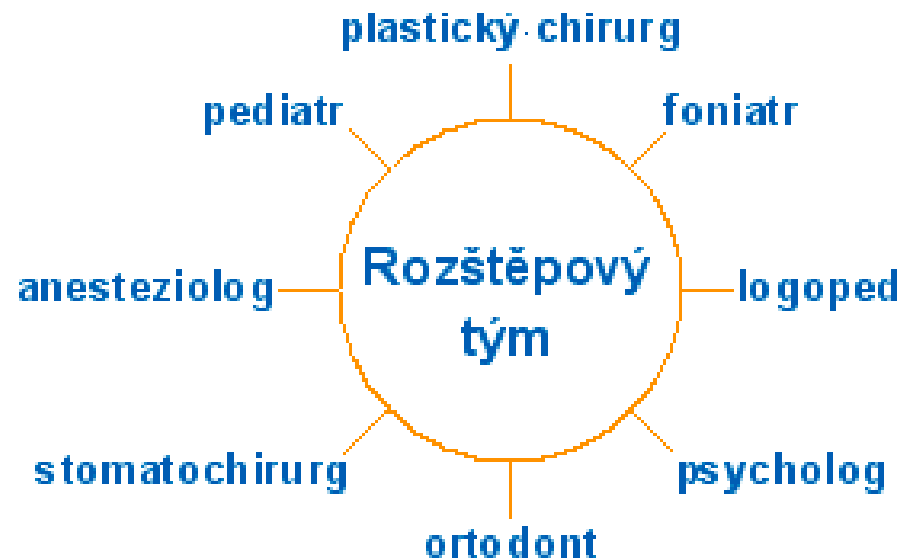 plastický chirurg
pediatr
foniatr
Rozštěpový
tým
anesteziolog
logoped
stomatochirurg
psycholog
ortodont